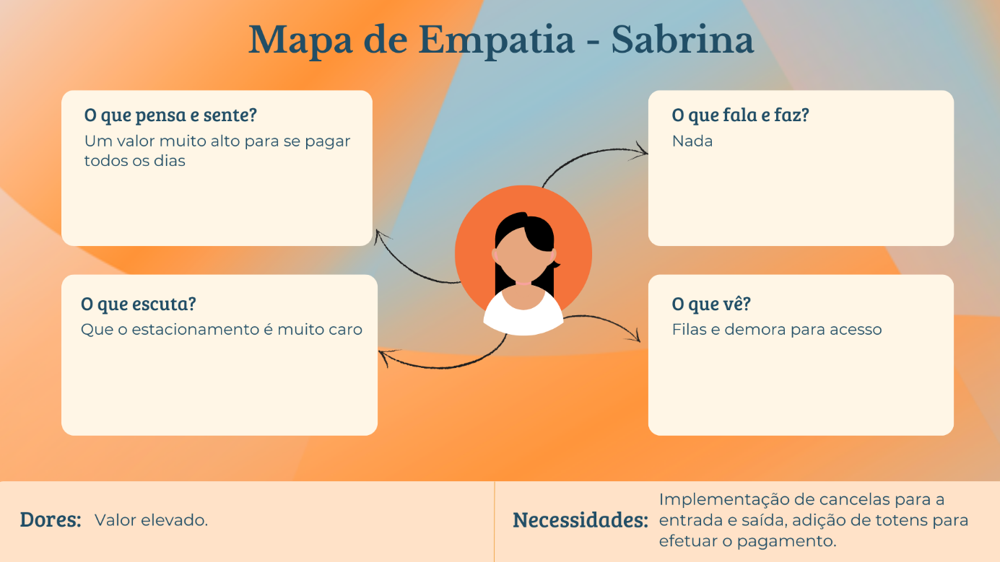 Mapa de Empatia - Sabrina
O que pensa e sente?
Um valor muito alto para se pagar
todos os dias
O que fala e faz?
Nada
O que escuta?
Que o estacionamento é muito caro
O que vê?
Filas e demora para acesso
Dores:
Valor elevado.
Necessidades:
Implementação de cancelas para a
entrada e saída, adição de totens para
efetuar o pagamento.